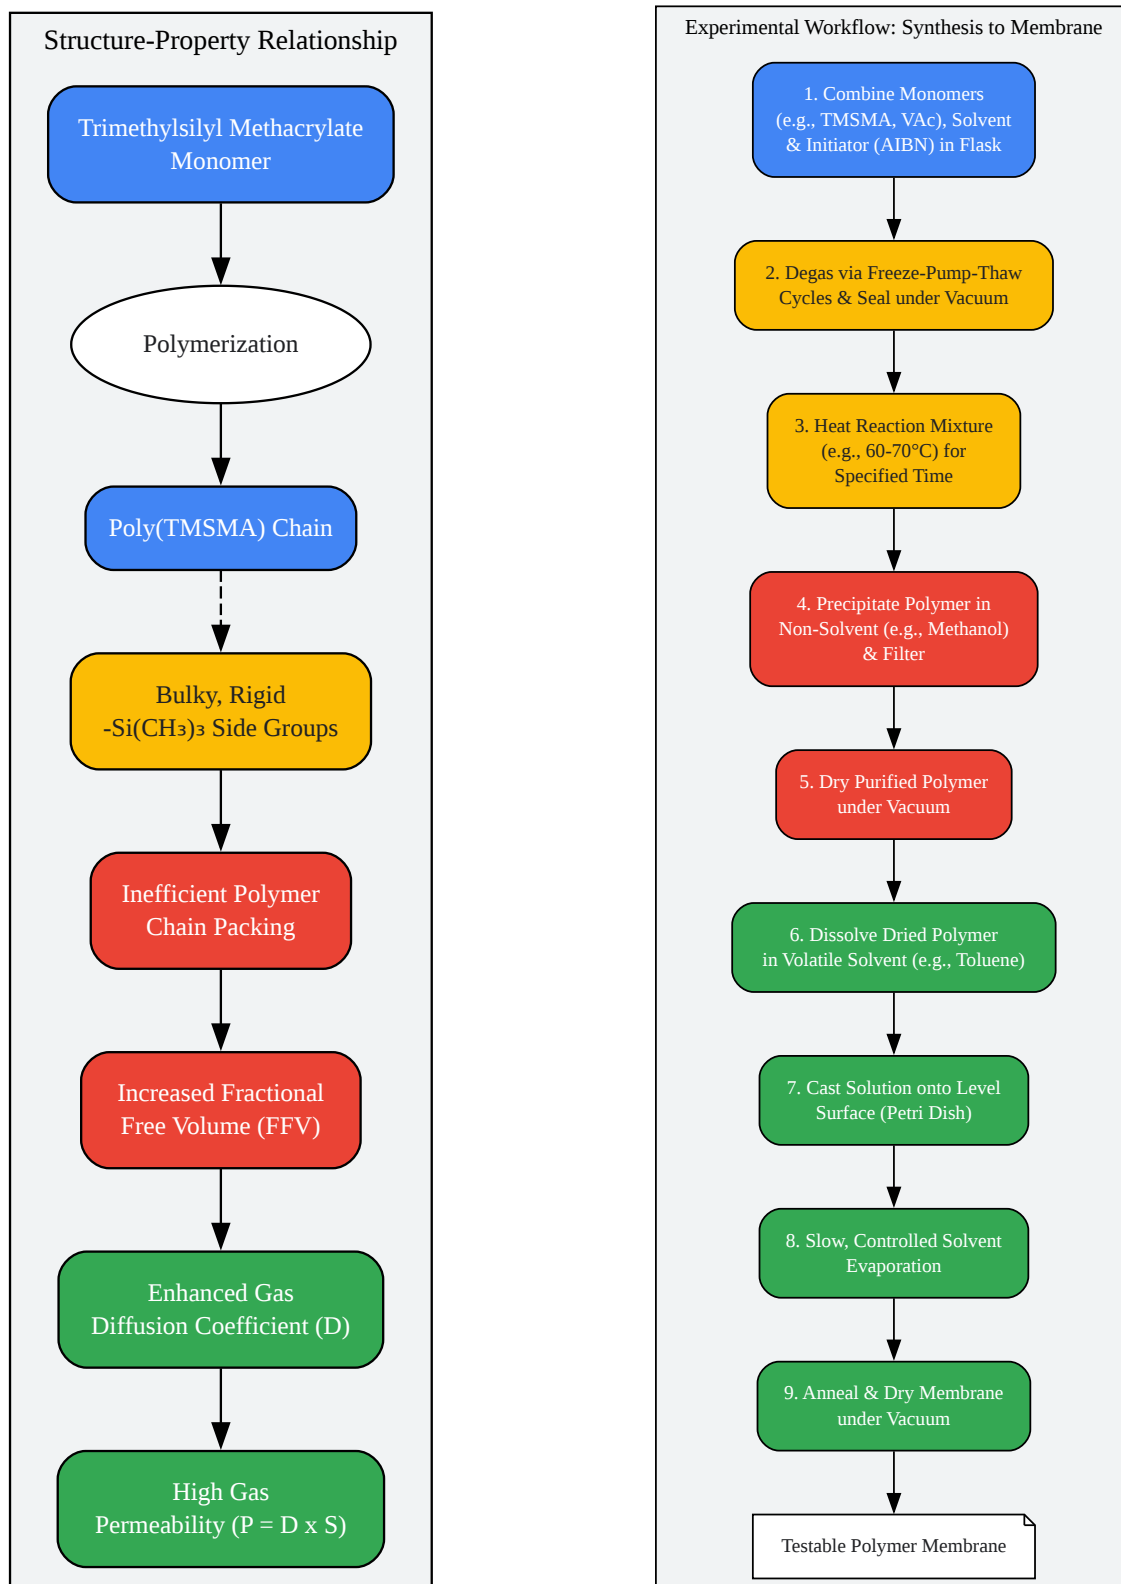 Structure-Property Relationship
Trimethylsilyl Methacrylate
Monomer
Polymerization
Poly(TMSMA) Chain
Bulky, Rigid
-Si(CH₃)₃ Side Groups
Inefficient Polymer
Chain Packing
Increased Fractional
Free Volume (FFV)
Enhanced Gas
Diffusion Coefficient (D)
High Gas
Permeability (P = D x S)
Experimental Workflow: Synthesis to Membrane
1. Combine Monomers
(e.g., TMSMA, VAc), Solvent
& Initiator (AIBN) in Flask
2. Degas via Freeze-Pump-Thaw
Cycles & Seal under Vacuum
3. Heat Reaction Mixture
(e.g., 60-70°C) for
Specified Time
4. Precipitate Polymer in
Non-Solvent (e.g., Methanol)
& Filter
5. Dry Purified Polymer
under Vacuum
6. Dissolve Dried Polymer
in Volatile Solvent (e.g., Toluene)
7. Cast Solution onto Level
Surface (Petri Dish)
8. Slow, Controlled Solvent
Evaporation
9. Anneal & Dry Membrane
under Vacuum
Testable Polymer Membrane